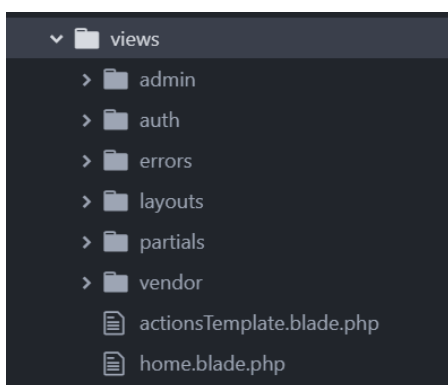 views
admin
auth
errors
layouts
partials
vendor
actionsTemplate.blade.php
home.blade.php